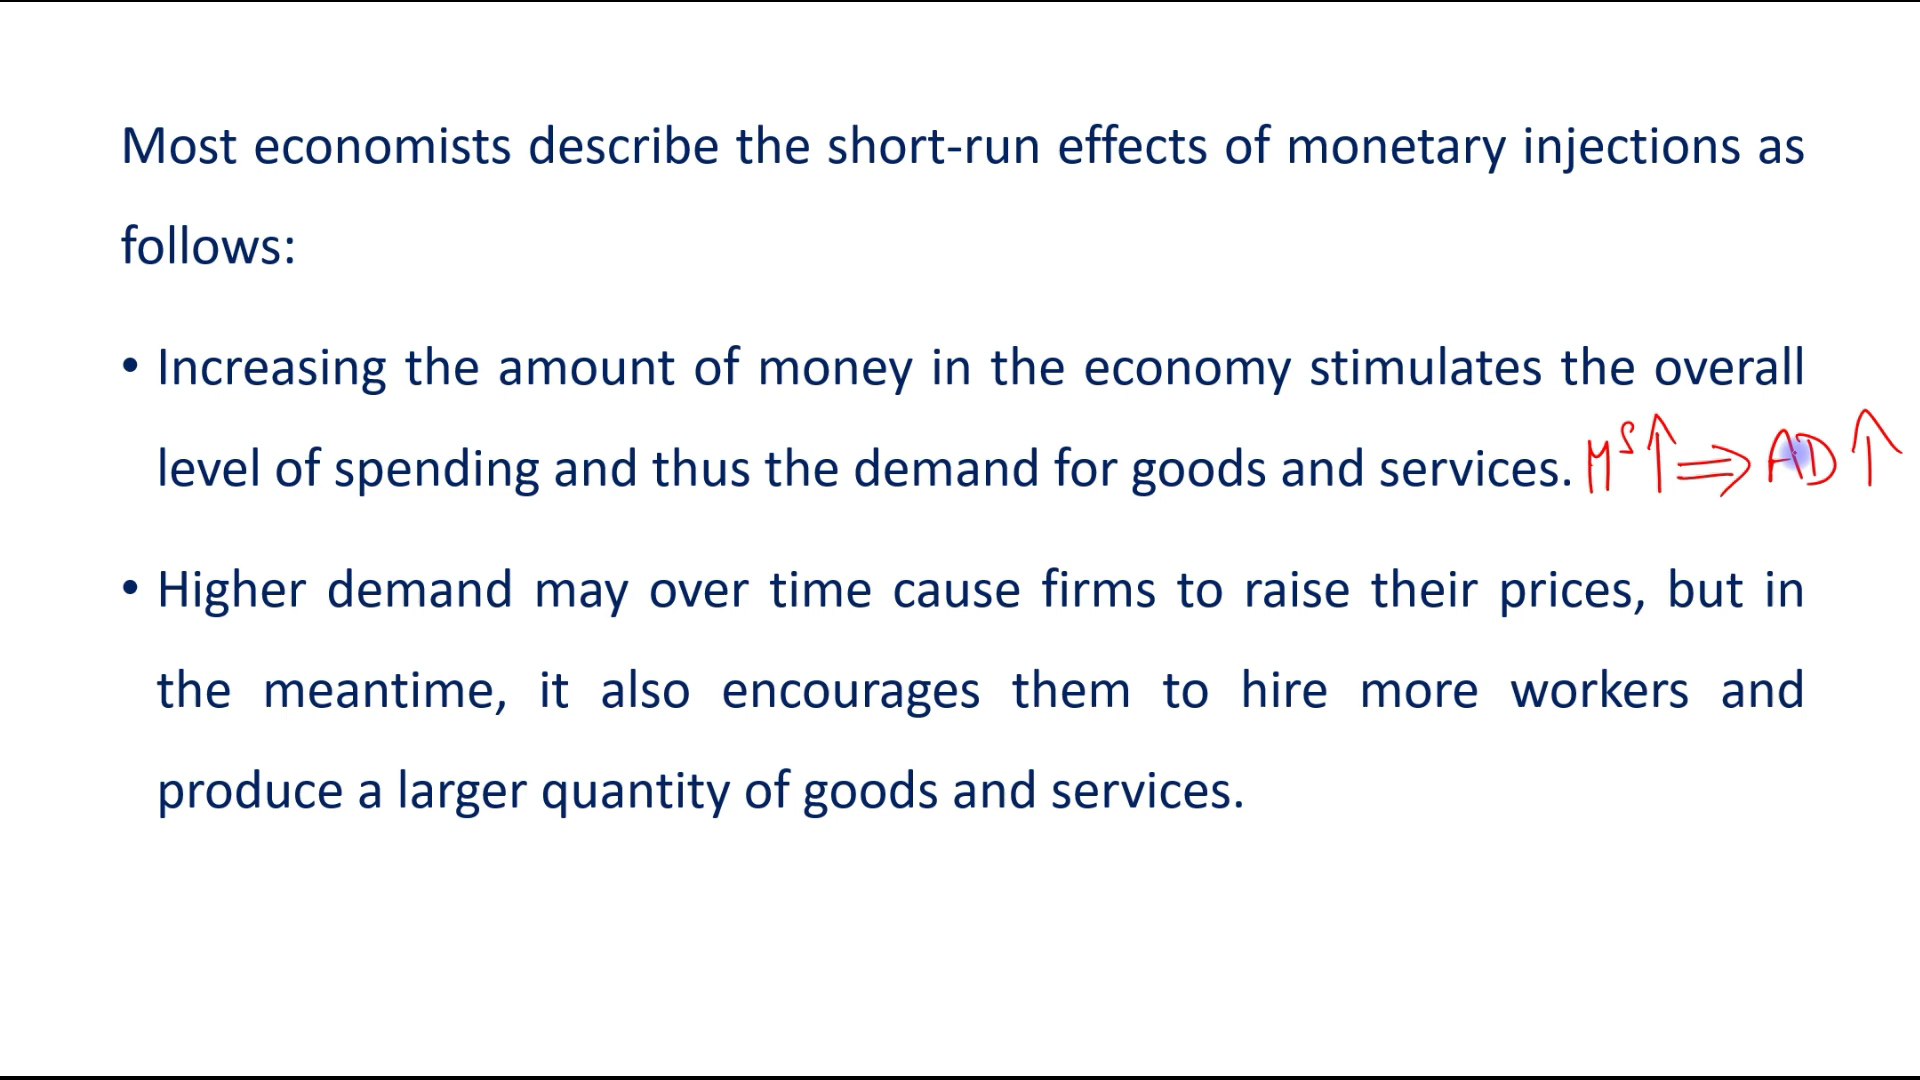 Most economists describe the short-run effects of monetary injections as
follows:
• Increasing the amount of money in the economy stimulates the overall
level of spending and thus the demand for goods and services. M^S ↑ ⇒ AD ↑
• Higher demand may over time cause firms to raise their prices, but in
the meantime, it also encourages them to hire more workers and
produce a larger quantity of goods and services.